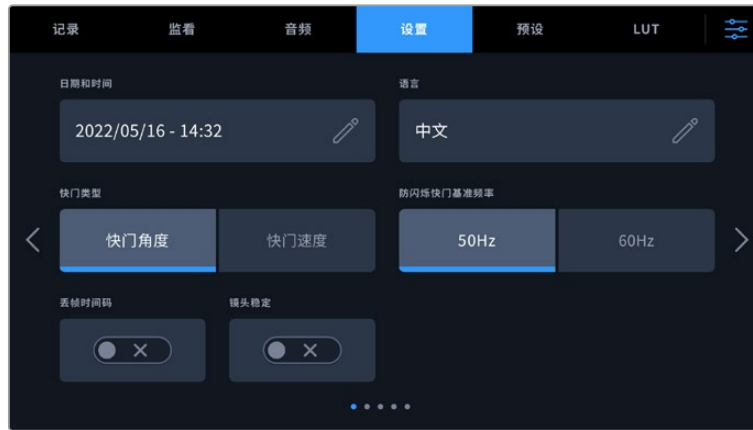 记录 监看 音频 设置 预设 LUT
日期和时间 语言
2022/05/16 - 14:32 中文
快门类型 防闪烁快门基准频率
快门角度 快门速度 50Hz 60Hz
丢帧时间码 镜头稳定